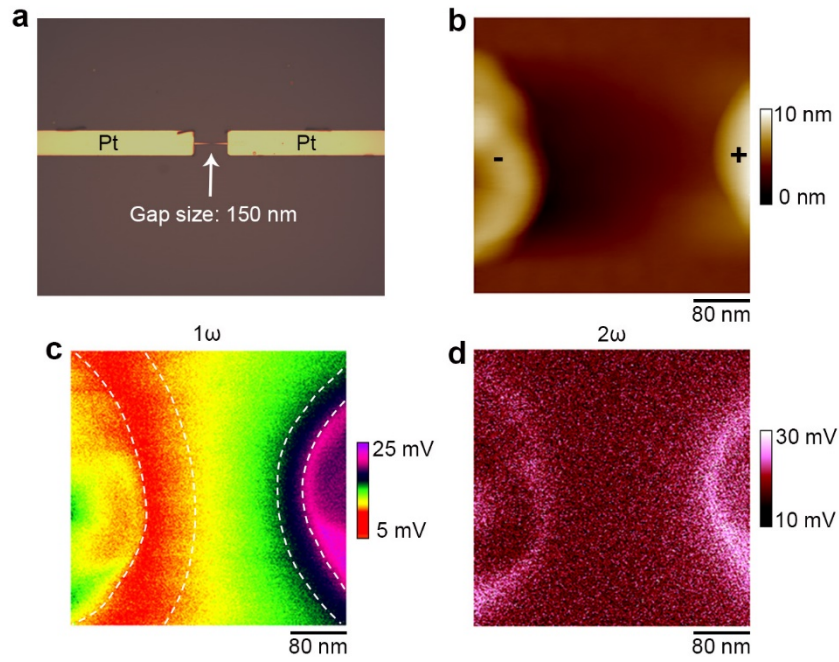 a
Pt
Pt
Gap size: 150 nm
b
-
+
10 nm
0 nm
80 nm
1ω
c
25 mV
5 mV
80 nm
2ω
d
30 mV
10 mV
80 nm